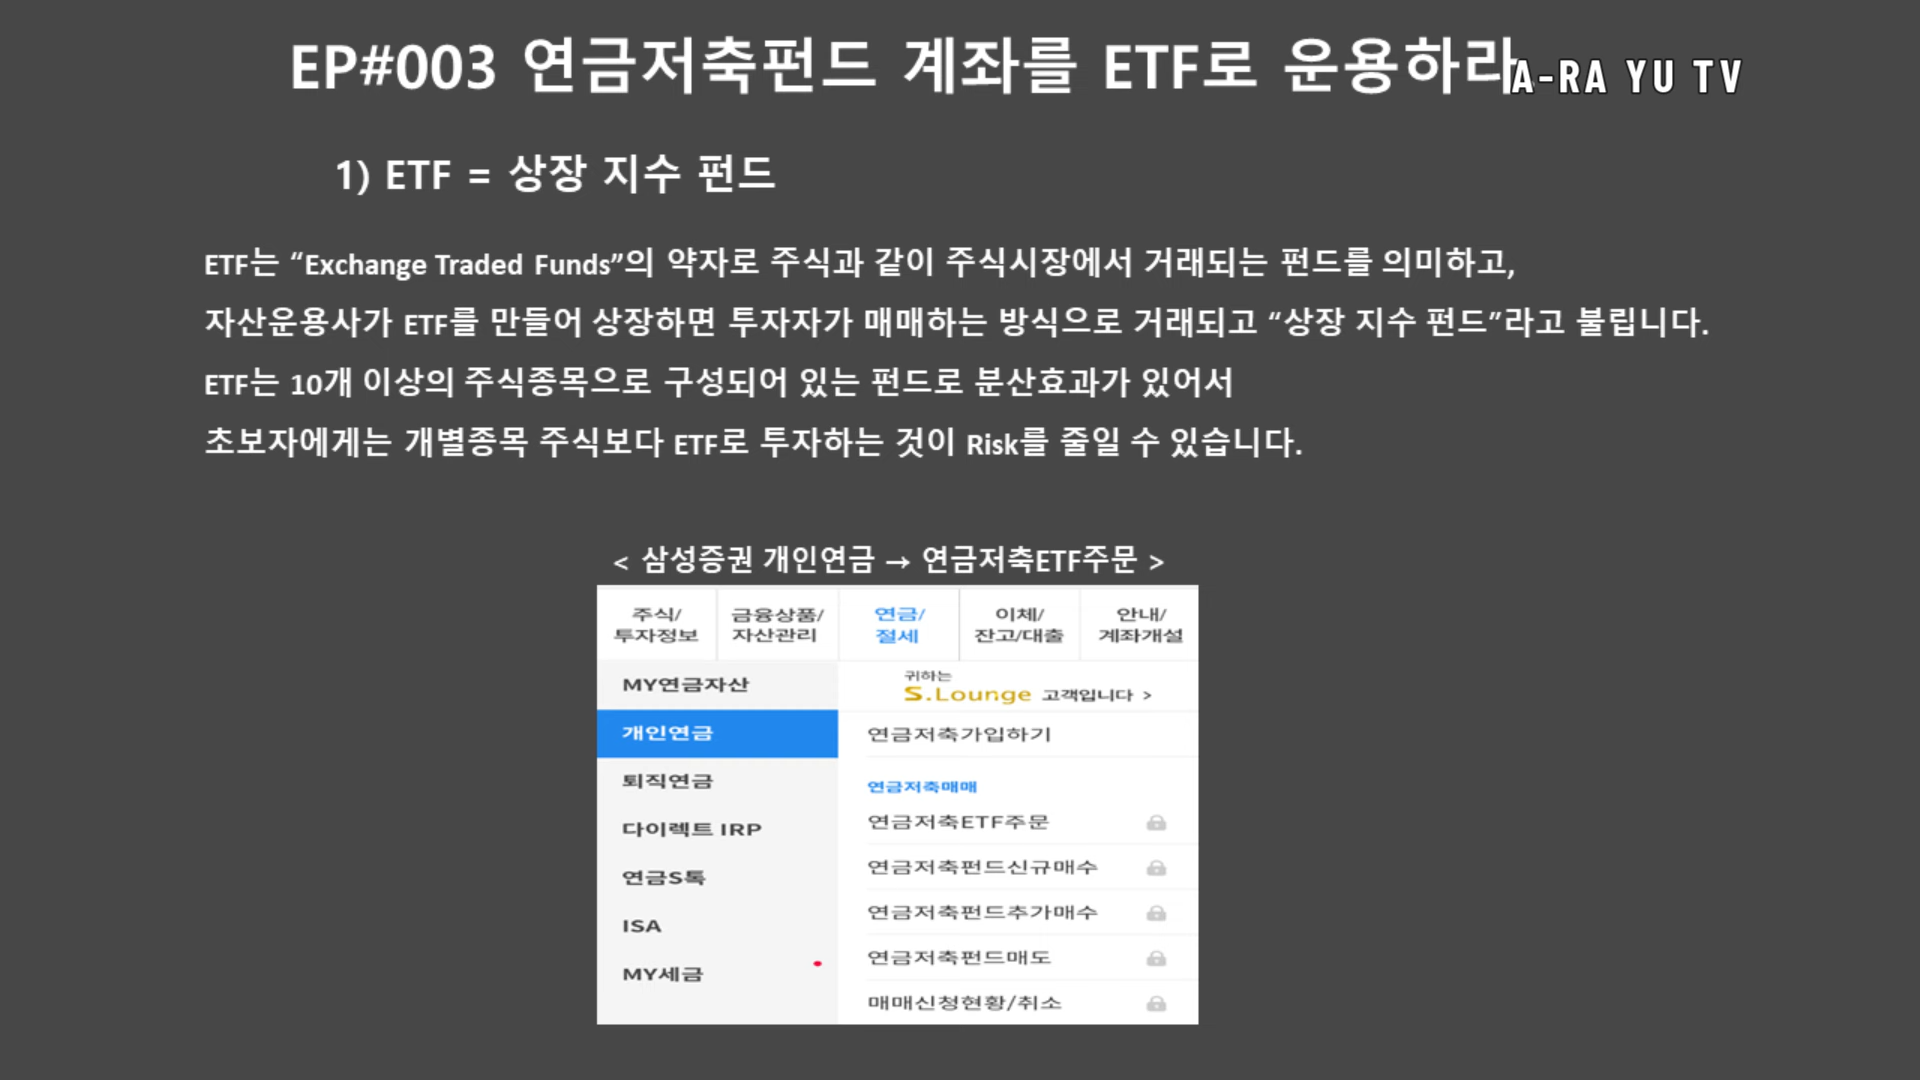 EP#003 연금저축펀드 계좌를 ETF로 운용하라
A-RA YU TV
1) ETF = 상장 지수 펀드
ETF는 “Exchange Traded Funds”의 약자로 주식과 같이 주식시장에서 거래되는 펀드를 의미하고,
자산운용사가 ETF를 만들어 상장하면 투자자가 매매하는 방식으로 거래되고 “상장 지수 펀드”라고 불립니다.
ETF는 10개 이상의 주식종목으로 구성되어 있는 펀드로 분산효과가 있어서
초보자에게는 개별종목 주식보다 ETF로 투자하는 것이 Risk를 줄일 수 있습니다.
< 삼성증권 개인연금 → 연금저축ETF주문 >
주식/
투자정보
금융상품/
자산관리
연금/
절세
이체/
잔고/대출
안내/
계좌개설
MY연금자산
개인연금
퇴직연금
다이렉트 IRP
연금S톡
ISA
MY세금
귀하는
S.Lounge 고객입니다 >
연금저축가입하기
연금저축매매
연금저축ETF주문
연금저축펀드신규매수
연금저축펀드추가매수
연금저축펀드매도
매매신청현황/취소